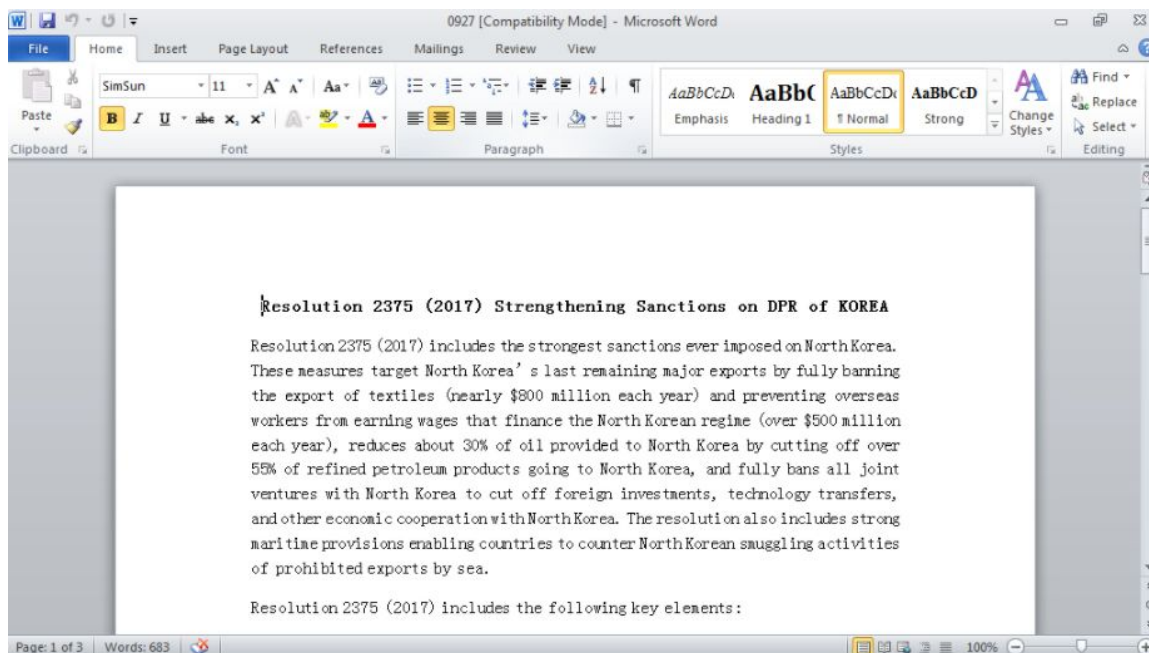 0927 [Compatibility Mode] - Microsoft Word
File Home Insert Page Layout References Mailings Review View
SimSun 11 Aa
Find
Replace
Select
Paste
B I U abc x₂ x² A A
AaBbCcDı AaBb( AaBbCcDı AaBbCcD
Emphasis Heading 1 ¶ Normal Strong
Change Styles
Clipboard Font Paragraph Styles Editing
Resolution 2375 (2017) Strengthening Sanctions on DPR of KOREA
Resolution 2375 (2017) includes the strongest sanctions ever imposed on North Korea.
These measures target North Korea's last remaining major exports by fully banning
the export of textiles (nearly $800 million each year) and preventing overseas
workers from earning wages that finance the North Korean regime (over $500 million
each year), reduces about 30% of oil provided to North Korea by cutting off over
55% of refined petroleum products going to North Korea, and fully bans all joint
ventures with North Korea to cut off foreign investments, technology transfers,
and other economic cooperation with North Korea. The resolution also includes strong
maritime provisions enabling countries to counter North Korean smuggling activities
of prohibited exports by sea.
Resolution 2375 (2017) includes the following key elements:
Page: 1 of 3 Words: 683 100%